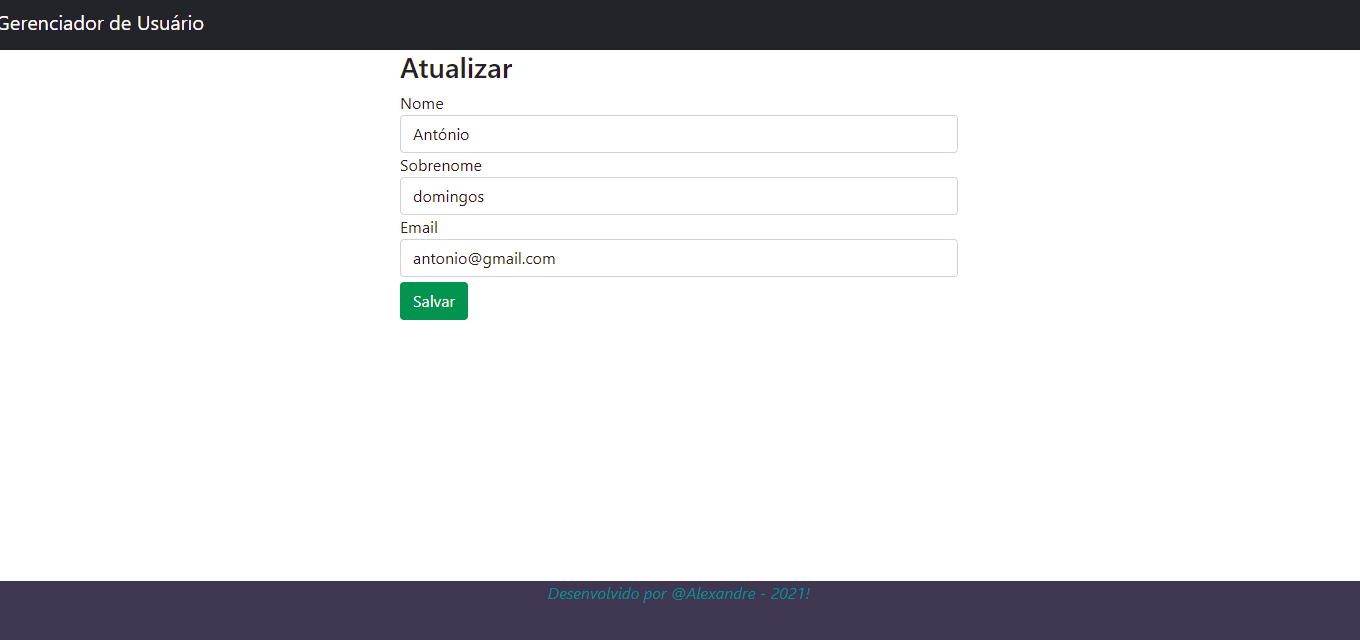 Gerenciador de Usuário
Atualizar
Nome
António
Sobrenome
domingos
Email
antonio@gmail.com
Salvar
Desenvolvido por @Alexandre - 2021!